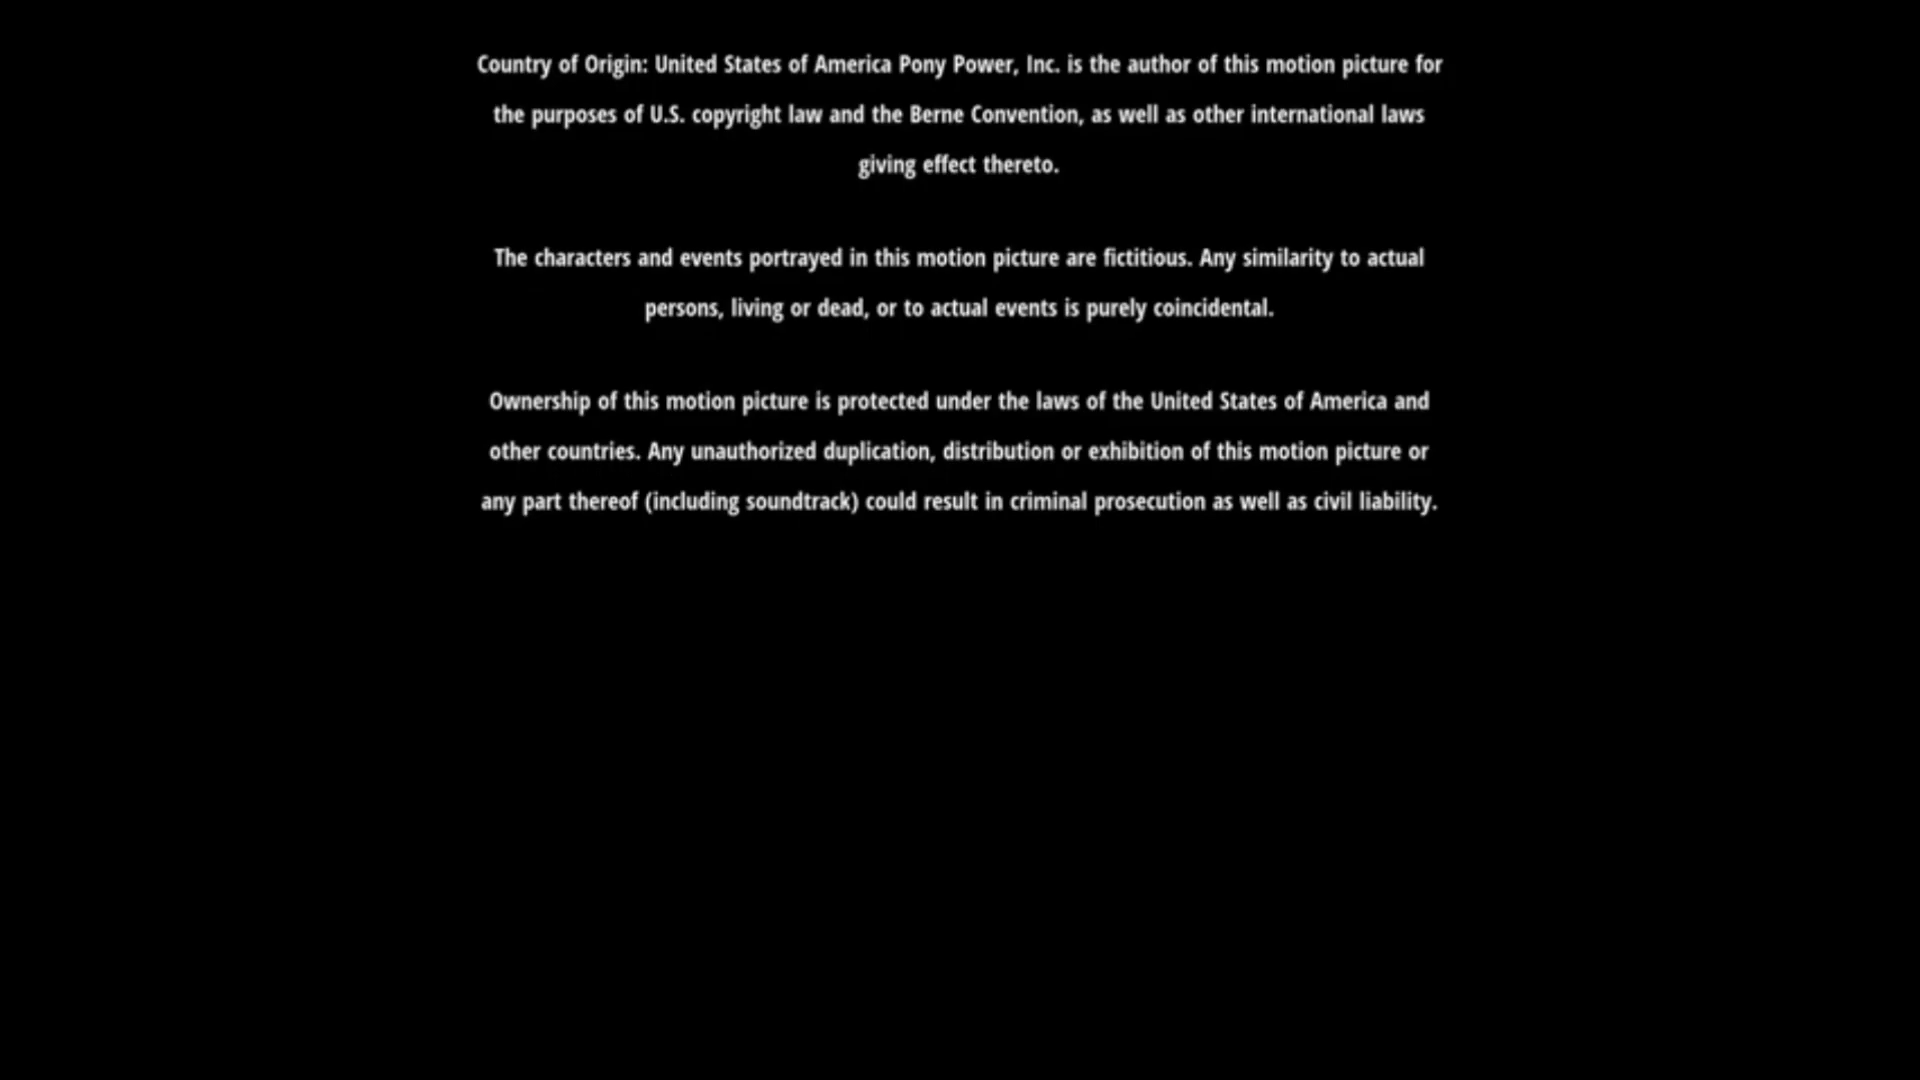 Country of Origin: United States of America Pony Power, Inc. is the author of this motion picture for
the purposes of U.S. copyright law and the Berne Convention, as well as other international laws
giving effect thereto.
The characters and events portrayed in this motion picture are fictitious. Any similarity to actual
persons, living or dead, or to actual events is purely coincidental.
Ownership of this motion picture is protected under the laws of the United States of America and
other countries. Any unauthorized duplication, distribution or exhibition of this motion picture or
any part thereof (including soundtrack) could result in criminal prosecution as well as civil liability.